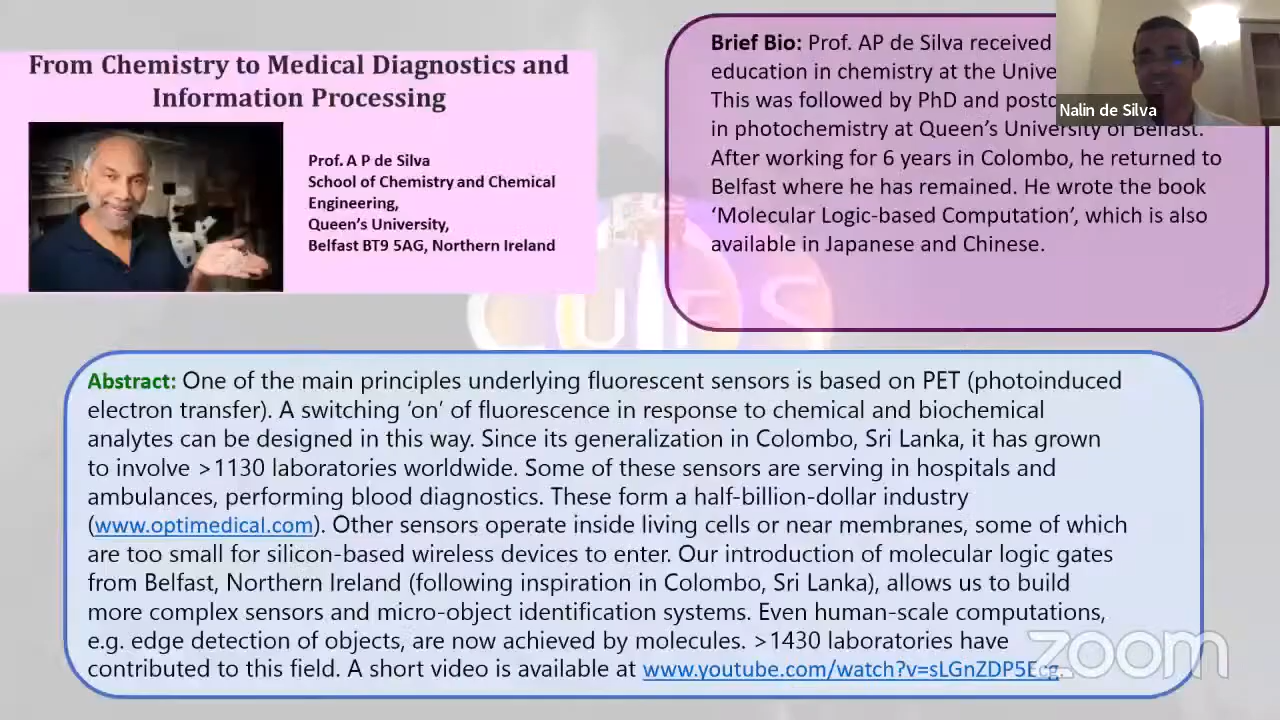 From Chemistry to Medical Diagnostics and
Information Processing
Prof. A P de Silva
School of Chemistry and Chemical
Engineering,
Queen's University,
Belfast BT9 5AG, Northern Ireland
Brief Bio: Prof. AP de Silva received
education in chemistry at the
This was followed by PhD and
in photochemistry at Queen's University of Belfast.
After working for 6 years in Colombo, he returned to
Belfast where he has remained. He wrote the book
‘Molecular Logic-based Computation’, which is also
available in Japanese and Chinese.
Nalin de Silva
CUFS
Abstract: One of the main principles underlying fluorescent sensors is based on PET (photoinduced
electron transfer). A switching ‘on’ of fluorescence in response to chemical and biochemical
analytes can be designed in this way. Since its generalization in Colombo, Sri Lanka, it has grown
to involve >1130 laboratories worldwide. Some of these sensors are serving in hospitals and
ambulances, performing blood diagnostics. These form a half-billion-dollar industry
(www.optimedical.com). Other sensors operate inside living cells or near membranes, some of which
are too small for silicon-based wireless devices to enter. Our introduction of molecular logic gates
from Belfast, Northern Ireland (following inspiration in Colombo, Sri Lanka), allows us to build
more complex sensors and micro-object identification systems. Even human-scale computations,
e.g. edge detection of objects, are now achieved by molecules. >1430 laboratories have
contributed to this field. A short video is available at www.youtube.com/watch?v=sLGnZDP5Ecg.
zoom